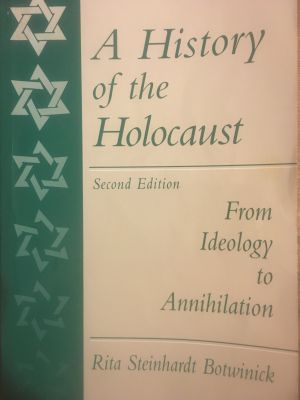 A History
of the
Holocaust
Second Edition
From
Ideology
to
Annihilation
Rita Steinhardt Botwinick